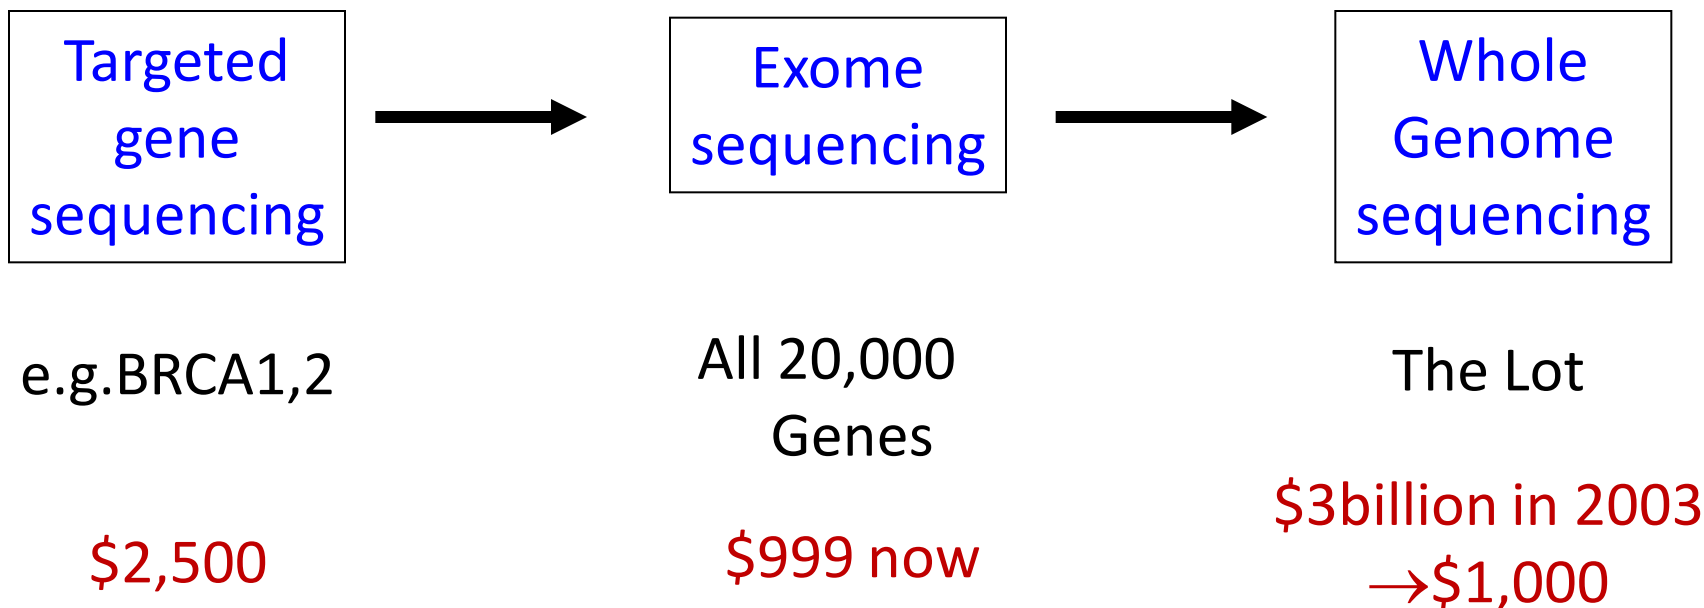 Targeted
gene
sequencing
Exome
sequencing
Whole
Genome
sequencing
e.g.BRCA1,2
All 20,000
Genes
The Lot
$2,500
$999 now
$3billion in 2003
→$1,000